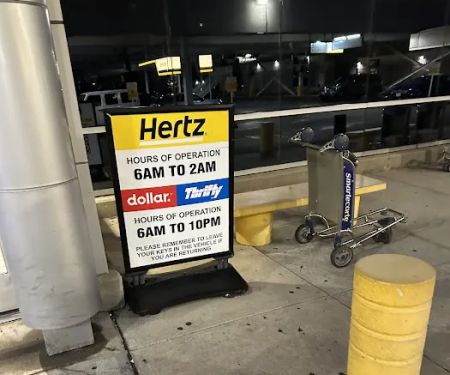 Hertz.
HOURS OF OPERATION
6AM TO 2AM
dollar. Thrifty
HOURS OF OPERATION
6AM TO 10PM
PLEASE REMEMBER TO LEAVE
YOUR KEYS IN THE VEHICLE IF
YOU ARE RETURNING.
smartecarte